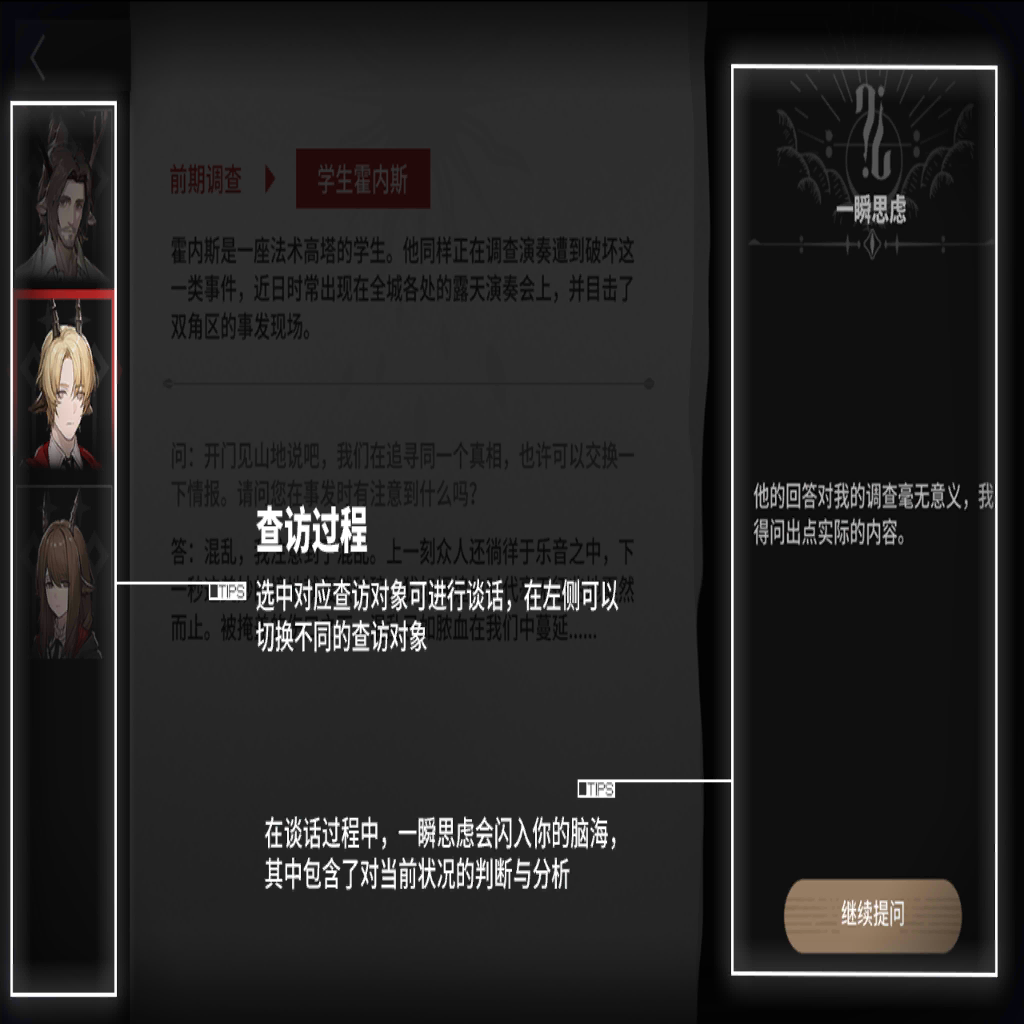 前期调查
学生霍内斯
霍内斯是一座法术高塔的学生。他同样正在调查演奏遭到破坏这
一类事件，近日时常出现在全城各处的露天演奏会上，并目击了
双角区的事发现场。
问：开门见山地说吧，我们在追寻同一个真相，也许可以交换一
下情报。请问您在事发时有注意到什么吗？
查访过程
答：混乱，我注意到了混乱。上一刻众人还徜徉于乐音之中，下
TIPS
选中对应查访对象可进行谈话，在左侧可以
切换不同的查访对象
而止。被掩
如脓血在我们中蔓延……
TIPS
在谈话过程中，一瞬思虑会闪入你的脑海，
其中包含了对当前状况的判断与分析
一瞬思虑
他的回答对我的调查毫无意义，我
得问出点实际的内容。
继续提问